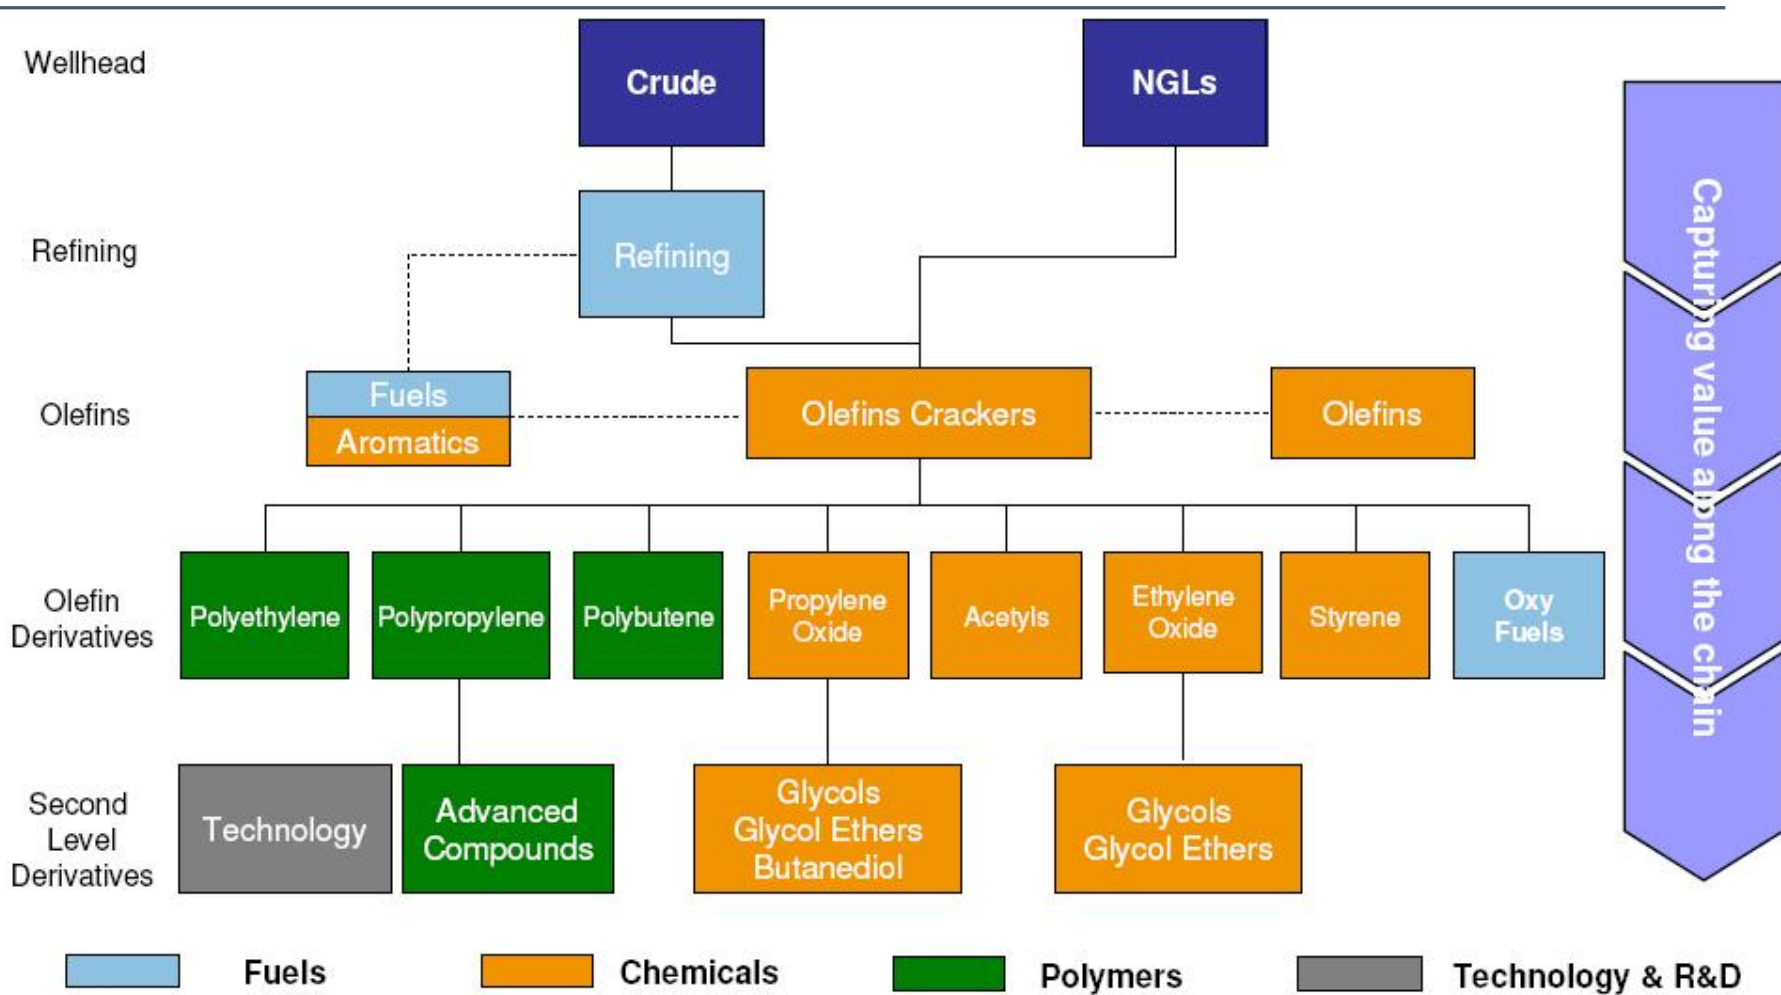 Wellhead
Crude
NGLs
Refining
Refining
Olefins
Fuels
Aromatics
Olefins Crackers
Olefins
Olefin
Derivatives
Polyethylene
Polypropylene
Polybutene
Propylene
Oxide
Acetyls
Ethylene
Oxide
Styrene
Oxy
Fuels
Second
Level
Derivatives
Technology
Advanced
Compounds
Glycols
Glycol Ethers
Butanediol
Glycols
Glycol Ethers
Capturing value along the chain
Fuels
Chemicals
Polymers
Technology & R&D